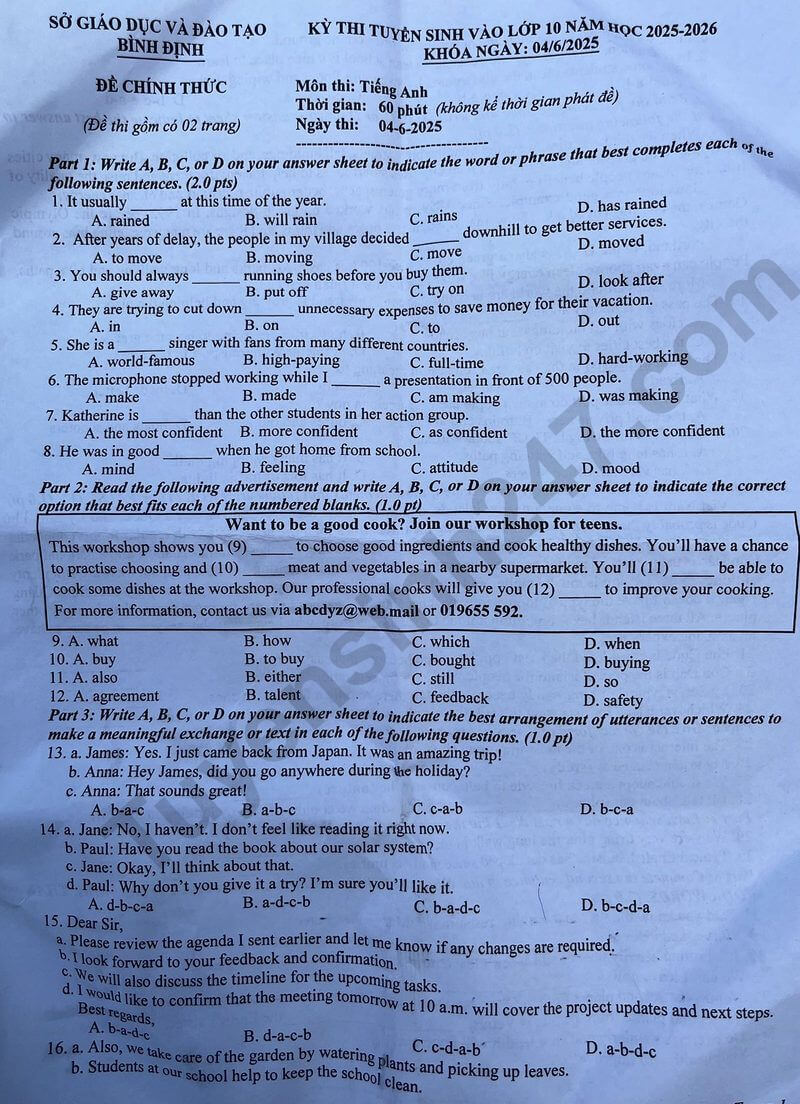 SỞ GIÁO DỤC VÀ ĐÀO TẠO
BÌNH ĐỊNH
KỲ THI TUYỂN SINH VÀO LỚP 10 NĂM HỌC 2025-2026
KHÓA NGÀY: 04/6/2025
ĐỀ CHÍNH THỨC
(Đề thi gồm có 02 trang)
Môn thi: Tiếng Anh
Thời gian: 60 phút (không kể thời gian phát đề)
Ngày thi: 04-6-2025
Part 1: Write A, B, C, or D on your answer sheet to indicate the word or phrase that best completes each of the
following sentences. (2.0 pts)
1. It usually ______ at this time of the year.
A. rained B. will rain C. rains D. has rained
2. After years of delay, the people in my village decided ______ downhill to get better services.
A. to move B. moving C. move D. moved
3. You should always ______ running shoes before you buy them.
A. give away B. put off C. try on D. look after
4. They are trying to cut down ______ unnecessary expenses to save money for their vacation.
A. in B. on C. to D. out
5. She is a ______ singer with fans from many different countries.
A. world-famous B. high-paying C. full-time D. hard-working
6. The microphone stopped working while I ______ a presentation in front of 500 people.
A. make B. made C. am making D. was making
7. Katherine is ______ than the other students in her action group.
A. the most confident B. more confident C. as confident D. the more confident
8. He was in good ______ when he got home from school.
A. mind B. feeling C. attitude D. mood
Part 2: Read the following advertisement and write A, B, C, or D on your answer sheet to indicate the correct
option that best fits each of the numbered blanks. (1.0 pt)
Want to be a good cook? Join our workshop for teens.
This workshop shows you (9) ______ to choose good ingredients and cook healthy dishes. You'll have a chance
to practise choosing and (10) ______ meat and vegetables in a nearby supermarket. You'll (11) ______ be able to
cook some dishes at the workshop. Our professional cooks will give you (12) ______ to improve your cooking.
For more information, contact us via abcdyz@web.mail or 019655 592.
9. A. what B. how C. which D. when
10. A. buy B. to buy C. bought D. buying
11. A. also B. either C. still D. so
12. A. agreement B. talent C. feedback D. safety
Part 3: Write A, B, C, or D on your answer sheet to indicate the best arrangement of utterances or sentences to
make a meaningful exchange or text in each of the following questions. (1.0 pt)
13. a. James: Yes. I just came back from Japan. It was an amazing trip!
b. Anna: Hey James, did you go anywhere during the holiday?
c. Anna: That sounds great!
A. b-a-c B. a-b-c C. c-a-b D. b-c-a
14. a. Jane: No, I haven't. I don't feel like reading it right now.
b. Paul: Have you read the book about our solar system?
c. Jane: Okay, I'll think about that.
d. Paul: Why don't you give it a try? I'm sure you'll like it.
A. d-b-c-a B. a-d-c-b C. b-a-d-c D. b-c-d-a
15. Dear Sir,
a. Please review the agenda I sent earlier and let me know if any changes are required.
b. I look forward to your feedback and confirmation.
c. We will also discuss the timeline for the upcoming tasks.
d. I would like to confirm that the meeting tomorrow at 10 a.m. will cover the project updates and next steps.
Best regards,
A. b-a-d-c B. d-a-c-b C. c-d-a-b D. a-b-d-c
16. a. Also, we take care of the garden by watering plants and picking up leaves.
b. Students at our school help to keep the school clean.
tuyensinh247.com